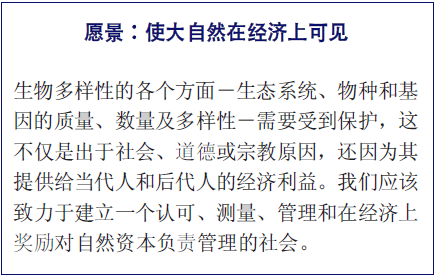 愿景：使大自然在经济上可见
生物多样性的各个方面－生态系统、物种和基
因的质量、数量及多样性－需要受到保护，这
不仅是出于社会、道德或宗教原因，还因为其
提供给当代人和后代人的经济利益。我们应该
致力于建立一个认可、测量、管理和在经济上
奖励对自然资本负责管理的社会。